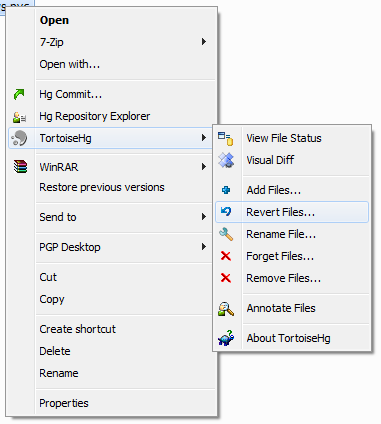 Open
7-Zip
Open with...
Hg Commit...
Hg Repository Explorer
TortoiseHg
WinRAR
Restore previous versions
Send to
PGP Desktop
Cut
Copy
Create shortcut
Delete
Rename
Properties
View File Status
Visual Diff
Add Files...
Revert Files...
Rename File...
Forget Files...
Remove Files...
Annotate Files
About TortoiseHg